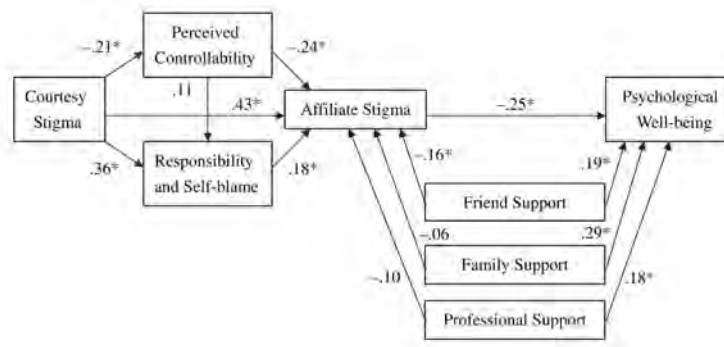 Perceived
Controllability
–.21*
–.24*
Courtesy
Stigma
.11
.43*
Affiliate Stigma
–.25*
Psychological
Well-being
.36*
Responsibility
and Self-blame
.18*
–.16*
.19*
Friend Support
–.06
.29*
Family Support
–.10
.18*
Professional Support